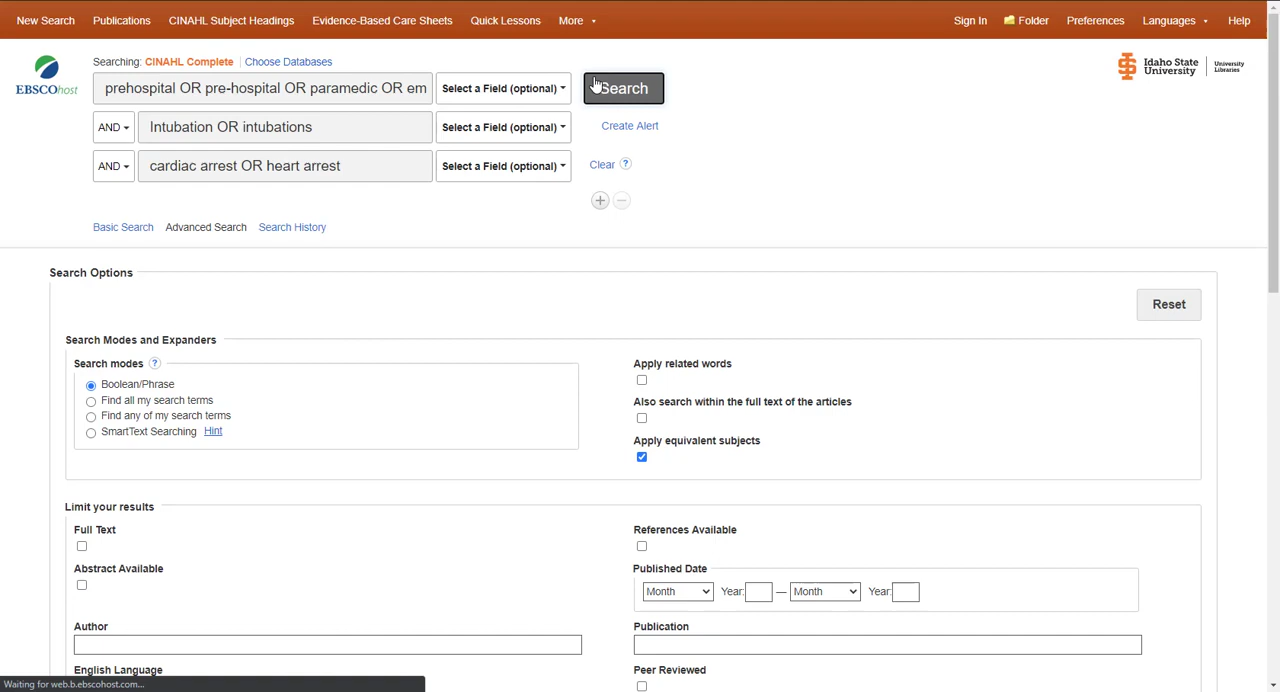 New Search Publications CINAHL Subject Headings Evidence-Based Care Sheets Quick Lessons More Sign In Folder Preferences Languages Help
Searching: CINAHL Complete Choose Databases
EBSCOhost
prehospital OR pre-hospital OR paramedic OR em Select a Field (optional) Search
Idaho State University University Libraries
AND Intubation OR intubations Select a Field (optional) Create Alert
AND cardiac arrest OR heart arrest Select a Field (optional) Clear ?
Basic Search Advanced Search Search History
Search Options
Reset
Search Modes and Expanders
Search modes ?
Boolean/Phrase
Find all my search terms
Find any of my search terms
SmartText Searching Hint
Apply related words
Also search within the full text of the articles
Apply equivalent subjects
Limit your results
Full Text
References Available
Abstract Available
Published Date
Month Year: — Month Year:
Author
Publication
English Language
Peer Reviewed
Waiting for web.b.ebscohost.com...